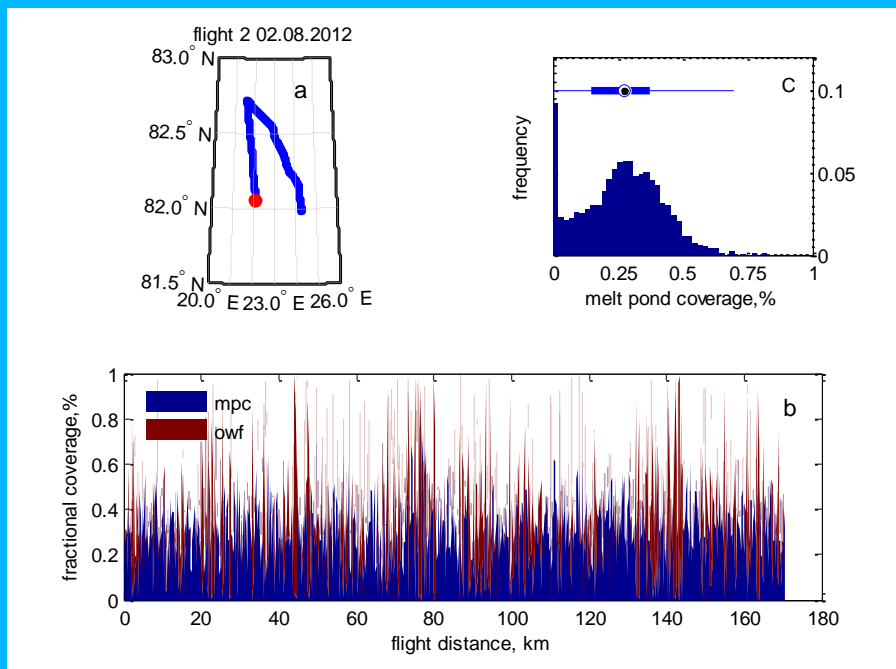 flight 2 02.08.2012
83.0° N
82.5° N
82.0° N
81.5° N
20.0° E 23.0° E 26.0° E
a
C
frequency
0.1
0.05
0
0 0.25 0.5 0.75 1
melt pond coverage,%
b
mpc
owf
fractional coverage,%
1
0.8
0.6
0.4
0.2
0
0 20 40 60 80 100 120 140 160 180
flight distance, km